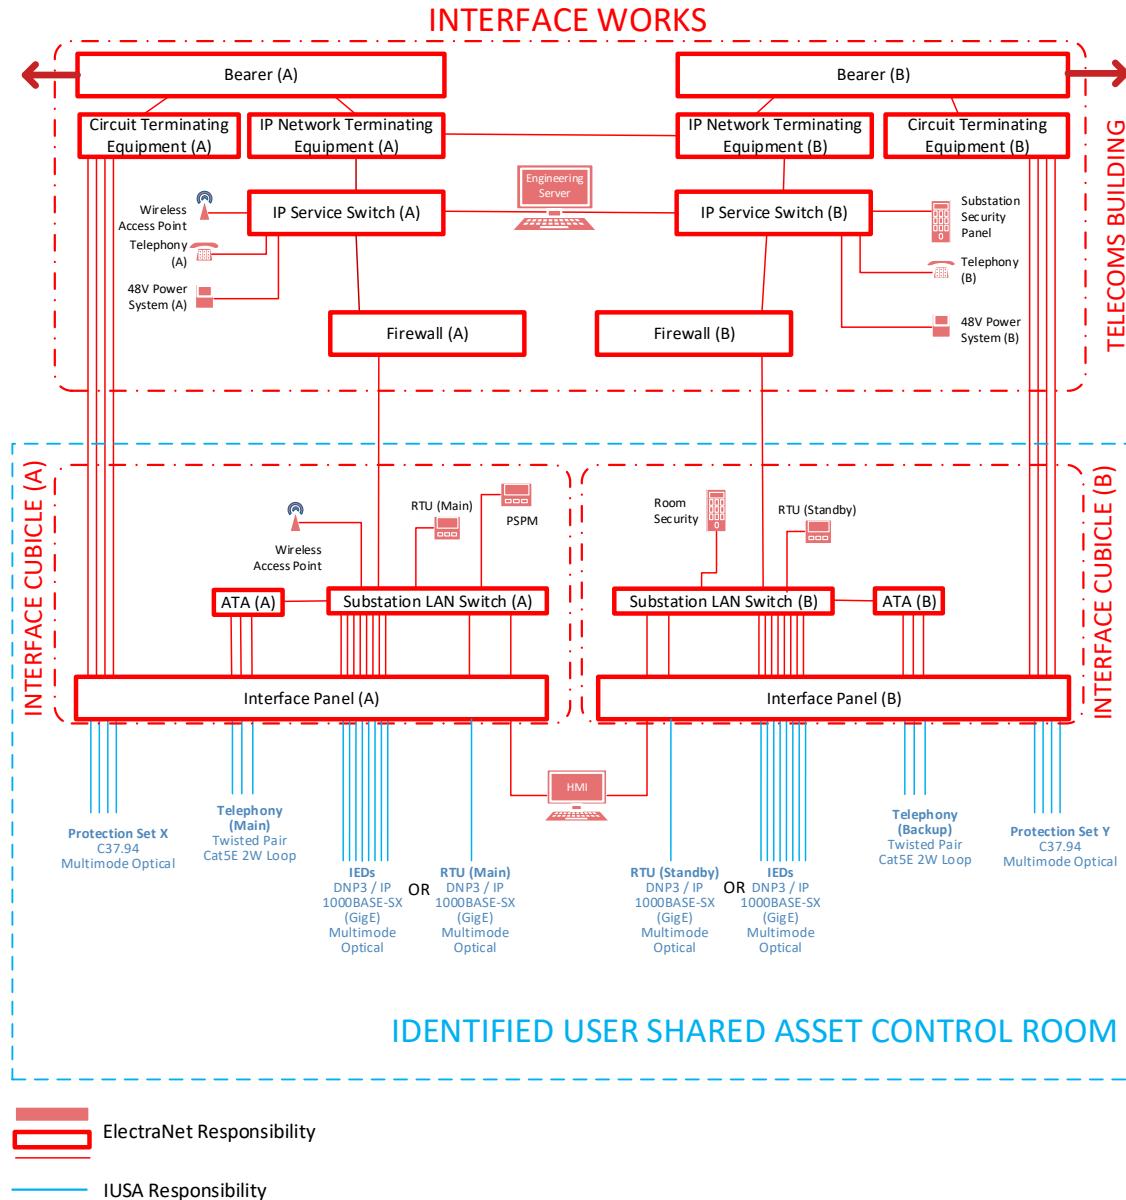 INTERFACE WORKS
Bearer (A)
Bearer (B)
Circuit Terminating
Equipment (A)
IP Network Terminating
Equipment (A)
IP Network Terminating
Equipment (B)
Circuit Terminating
Equipment (B)
TELECOMS BUILDING
Engineering
Server
Wireless
Access Point
IP Service Switch (A)
IP Service Switch (B)
Substation
Security
Panel
Telephony
(A)
Telephony
(B)
48V Power
System (A)
48V Power
System (B)
Firewall (A)
Firewall (B)
INTERFACE CUBICLE (A)
INTERFACE CUBICLE (B)
Wireless
Access Point
RTU (Main)
PSPM
Room
Security
RTU (Standby)
ATA (A)
Substation LAN Switch (A)
Substation LAN Switch (B)
ATA (B)
Interface Panel (A)
Interface Panel (B)
HMI
Protection Set X
C37.94
Multimode Optical
Telephony
(Main)
Twisted Pair
Cat5E 2W Loop
IEDs
DNP3 / IP
1000BASE-SX
(GigE)
Multimode
Optical
OR
RTU (Main)
DNP3 / IP
1000BASE-SX
(GigE)
Multimode
Optical
RTU (Standby)
DNP3 / IP
1000BASE-SX
(GigE)
Multimode
Optical
OR
IEDs
DNP3 / IP
1000BASE-SX
(GigE)
Multimode
Optical
Telephony
(Backup)
Twisted Pair
Cat5E 2W Loop
Protection Set Y
C37.94
Multimode Optical
IDENTIFIED USER SHARED ASSET CONTROL ROOM
ElectraNet Responsibility
IUSA Responsibility